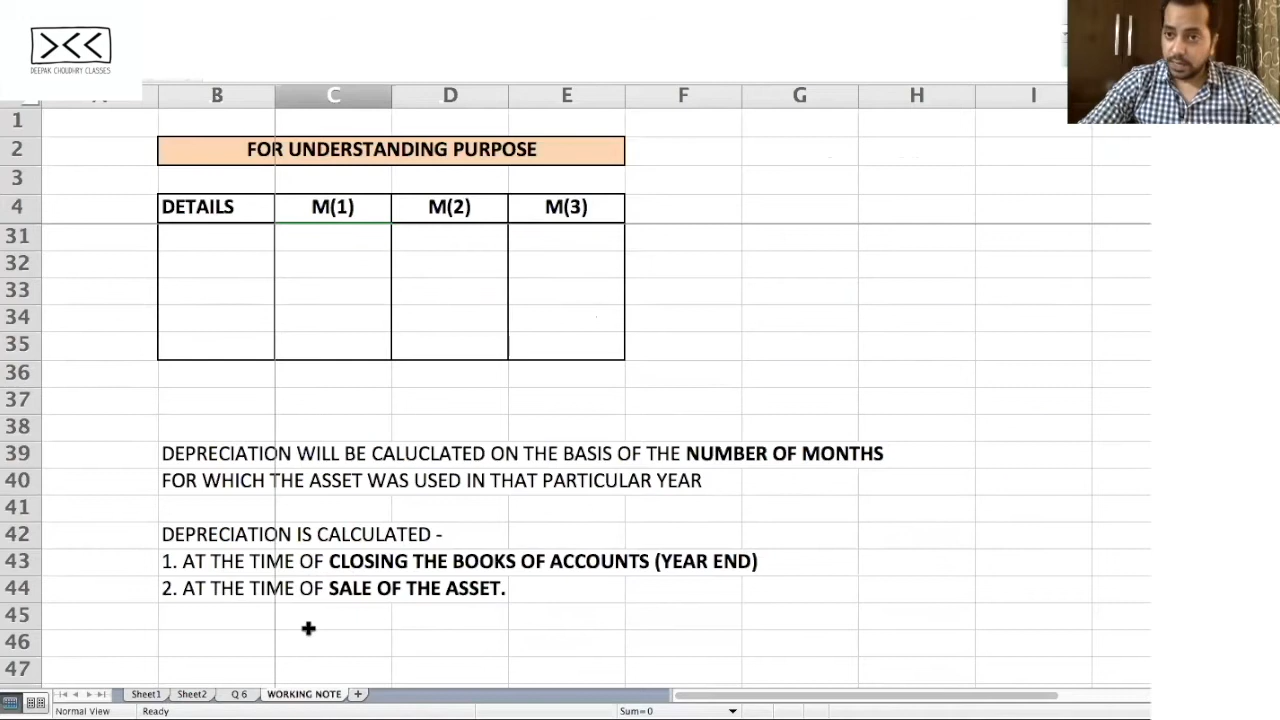 DEEPAK CHOUDHRY CLASSES
B C D E F G H I
1
2 FOR UNDERSTANDING PURPOSE
3
4 DETAILS M(1) M(2) M(3)
31
32
33
34
35
36
37
38
39 DEPRECIATION WILL BE CALUCLATED ON THE BASIS OF THE NUMBER OF MONTHS
40 FOR WHICH THE ASSET WAS USED IN THAT PARTICULAR YEAR
41
42 DEPRECIATION IS CALCULATED -
43 1. AT THE TIME OF CLOSING THE BOOKS OF ACCOUNTS (YEAR END)
44 2. AT THE TIME OF SALE OF THE ASSET.
45
46
47
Sheet1 Sheet2 Q 6 WORKING NOTE
Normal View Ready Sum=0